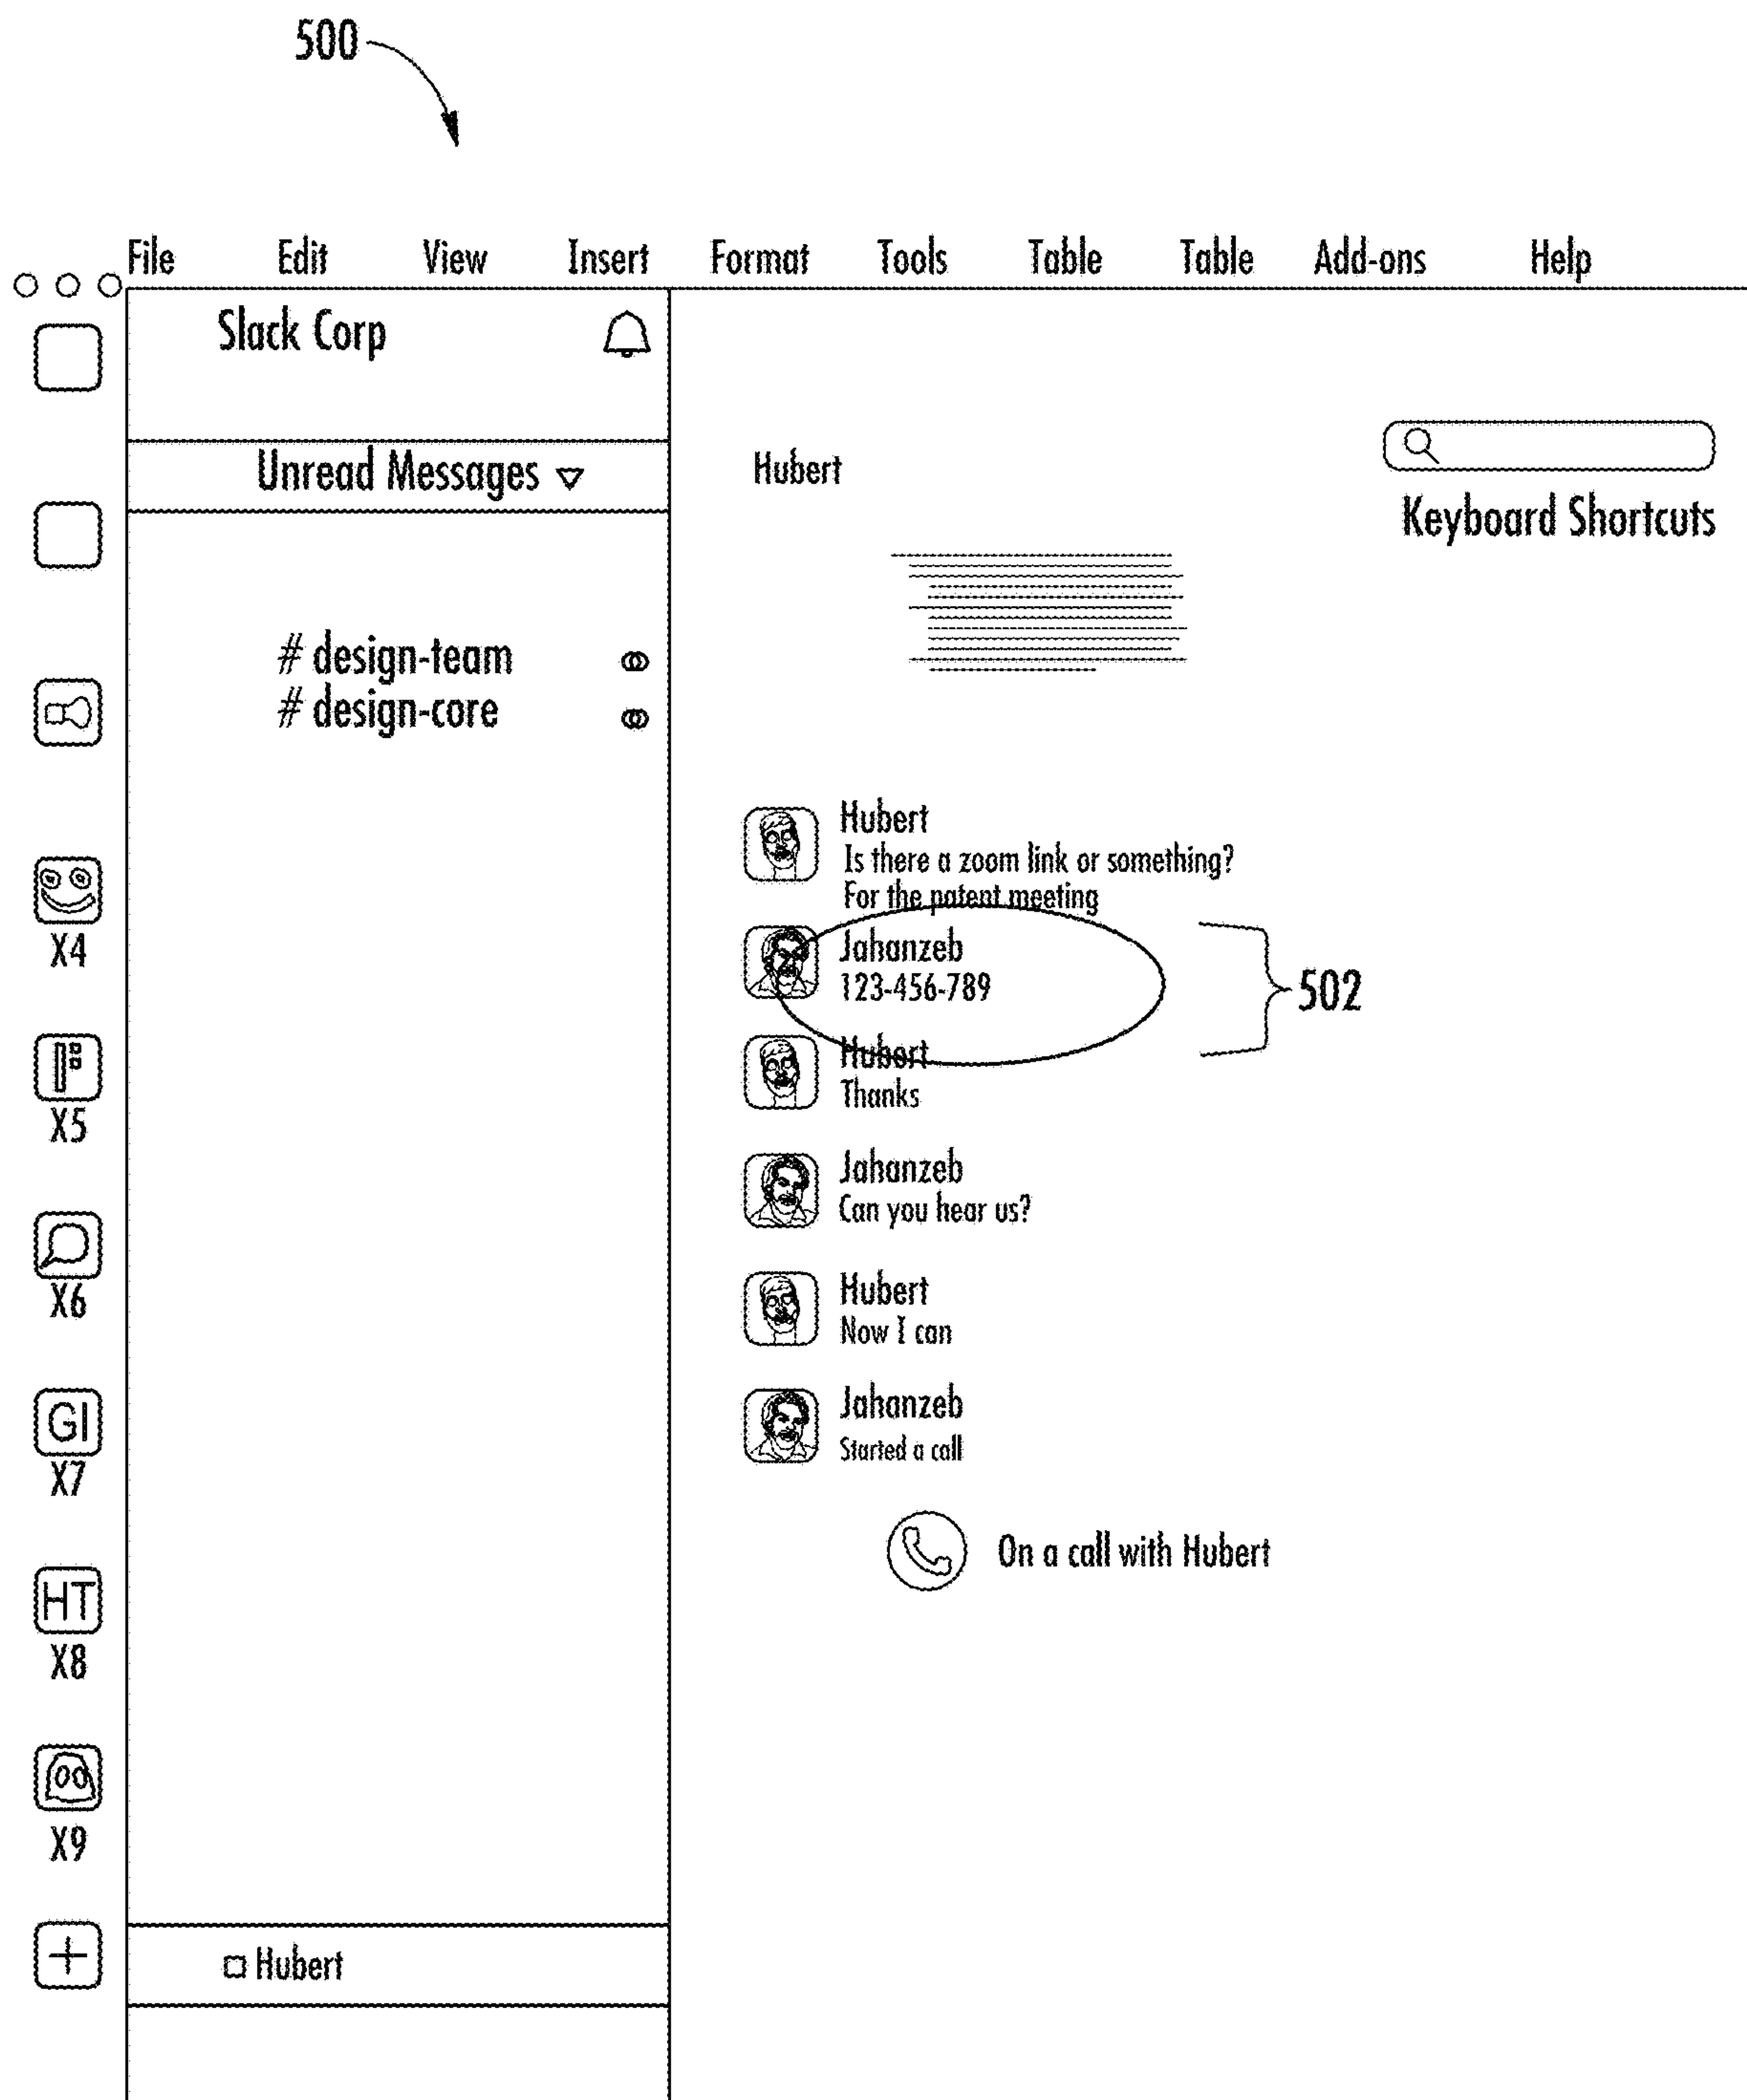 500
File Edit View Insert Format Tools Table Table Add-ons Help
Slack Corp
Unread Messages
# design-team
# design-core
Hubert
X4
X5
X6
GI
X7
HT
X8
X9
Hubert
Keyboard Shortcuts
Hubert
Is there a zoom link or something?
For the patent meeting
Jahanzeb
123-456-789
502
Hubert
Thanks
Jahanzeb
Can you hear us?
Hubert
Now I can
Jahanzeb
Started a call
On a call with Hubert